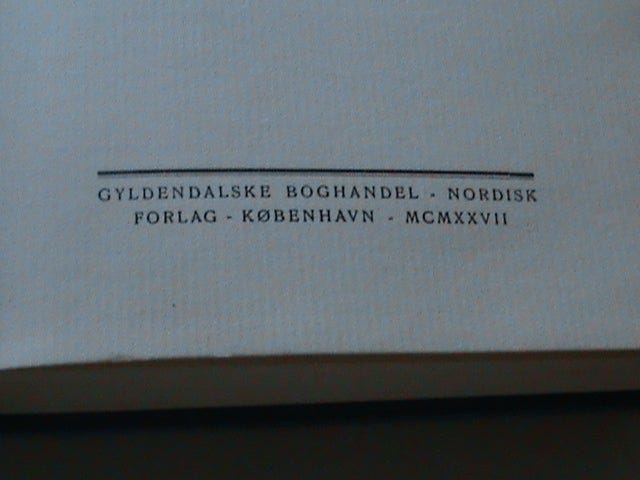 GYLDENDALSKE BOGHANDEL - NORDISK
FORLAG - KØBENHAVN - MCMXXVII